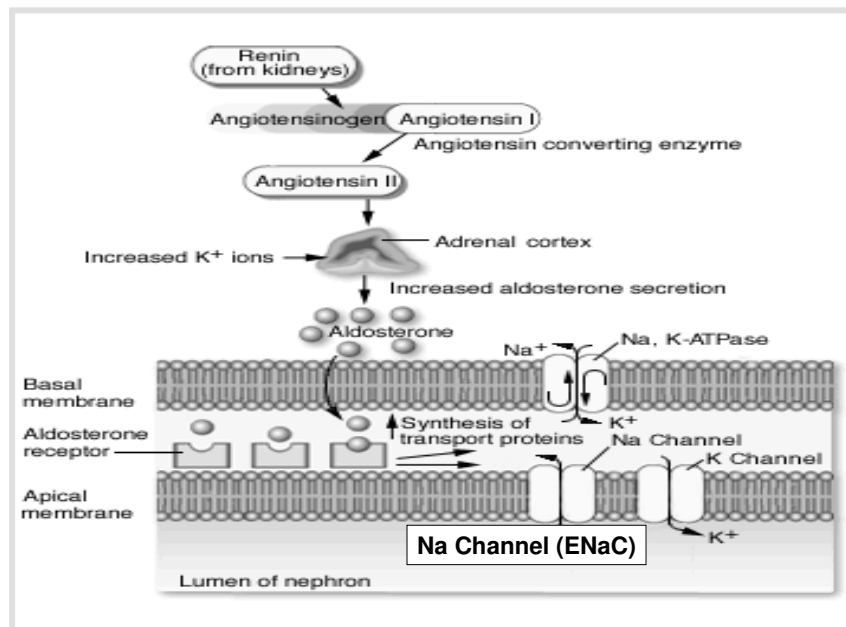 Renin
(from kidneys)
Angiotensinogen
Angiotensin I
Angiotensin converting enzyme
Angiotensin II
Adrenal cortex
Increased K+ ions
Increased aldosterone secretion
Aldosterone
Na+
Na, K-ATPase
Basal
membrane
K+
Synthesis of
transport proteins
Aldosterone
receptor
Na Channel
K Channel
Apical
membrane
Na Channel (ENaC)
K+
Lumen of nephron